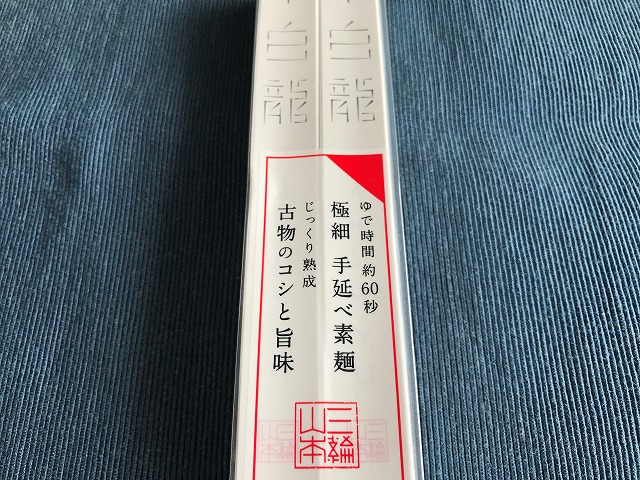 白龍
白龍
ゆで時間 約60秒
極細 手延べ素麺
じっくり熟成
古物のコシと旨味
三輪
山本